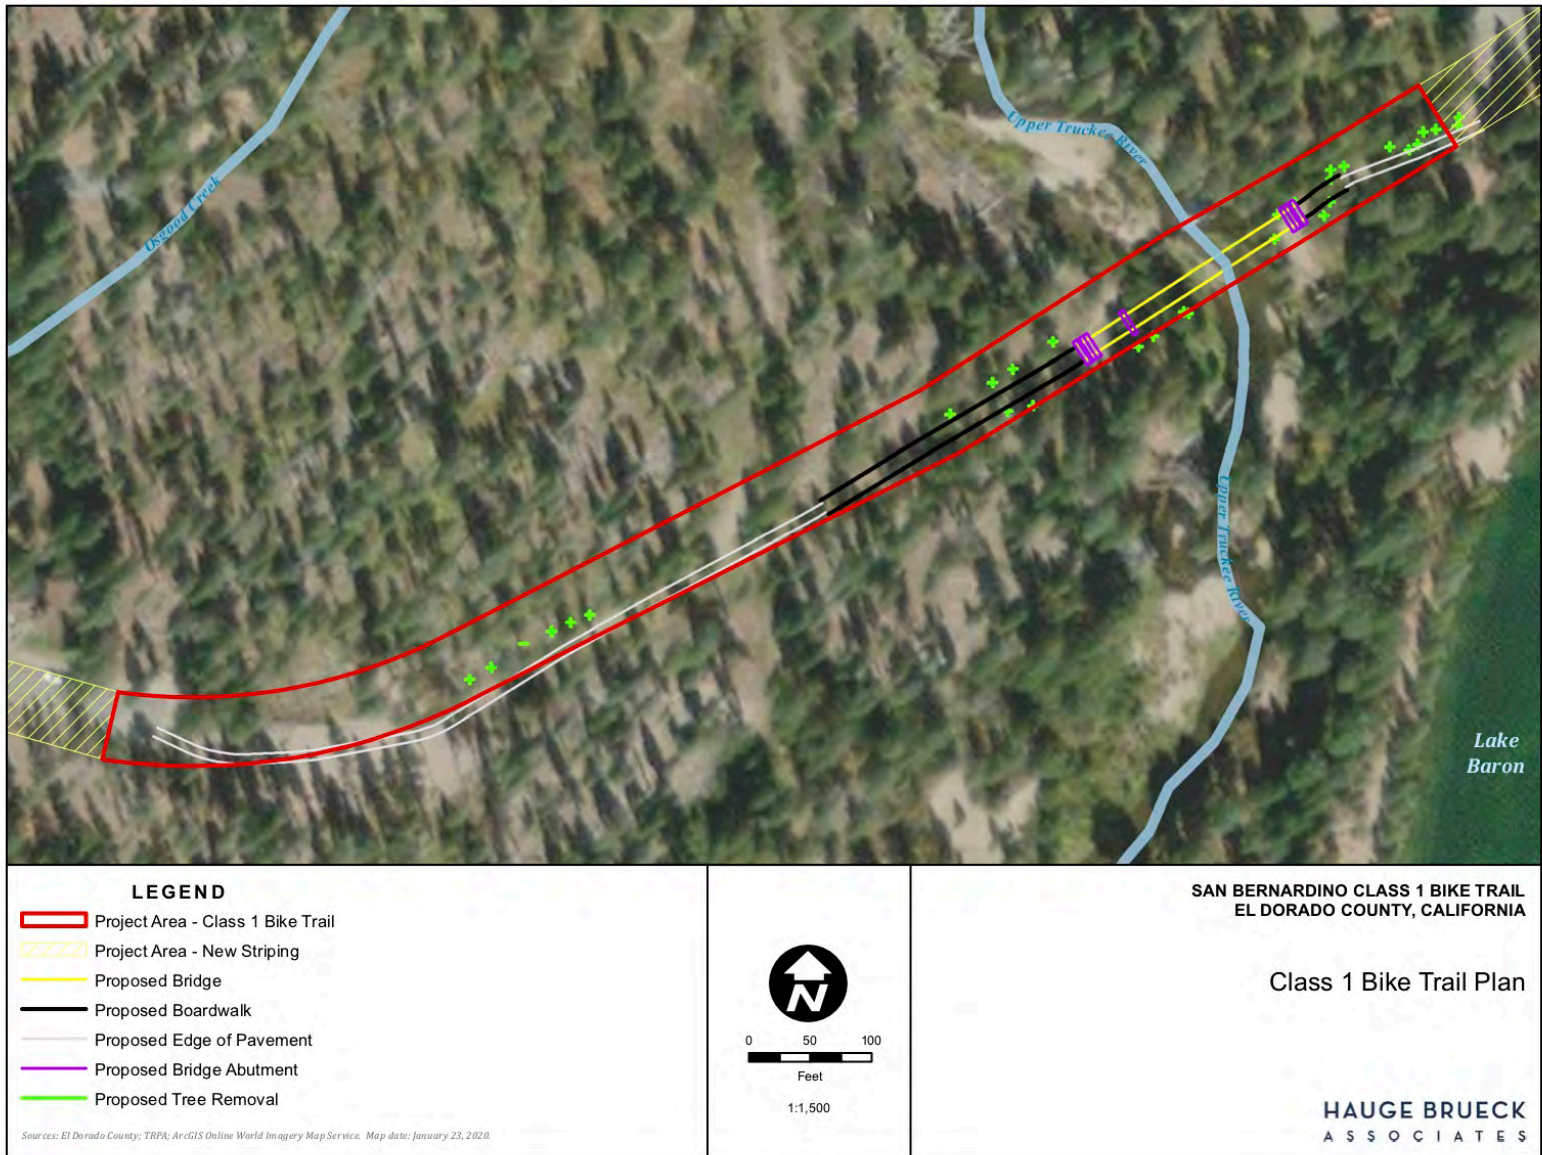 Upper Truckee River
Osgood Creek
Upper Truckee River
Lake
Baron
LEGEND
Project Area - Class 1 Bike Trail
Project Area - New Striping
Proposed Bridge
Proposed Boardwalk
Proposed Edge of Pavement
Proposed Bridge Abutment
Proposed Tree Removal
Sources: El Dorado County; TRPA; ArcGIS Online World Imagery Map Service. Map date: January 23, 2020.
N
0 50 100
Feet
1:1,500
SAN BERNARDINO CLASS 1 BIKE TRAIL
EL DORADO COUNTY, CALIFORNIA
Class 1 Bike Trail Plan
HAUGE BRUECK
ASSOCIATES